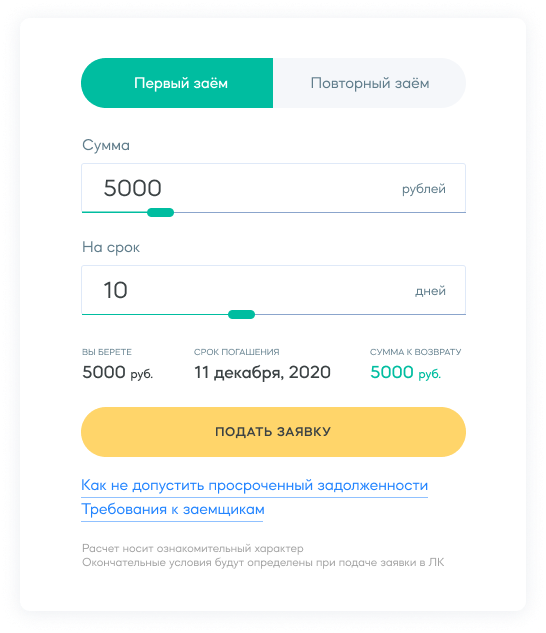 Первый заём Повторный заём
Сумма
5000 рублей
На срок
10 дней
ВЫ БЕРЕТЕ СРОК ПОГАШЕНИЯ СУММА К ВОЗВРАТУ
5000 руб. 11 декабря, 2020 5000 руб.
ПОДАТЬ ЗАЯВКУ
Как не допустить просроченный задолженности
Требования к заемщикам
Расчет носит ознакомительный характер
Окончательные условия будут определены при подаче заявки в ЛК